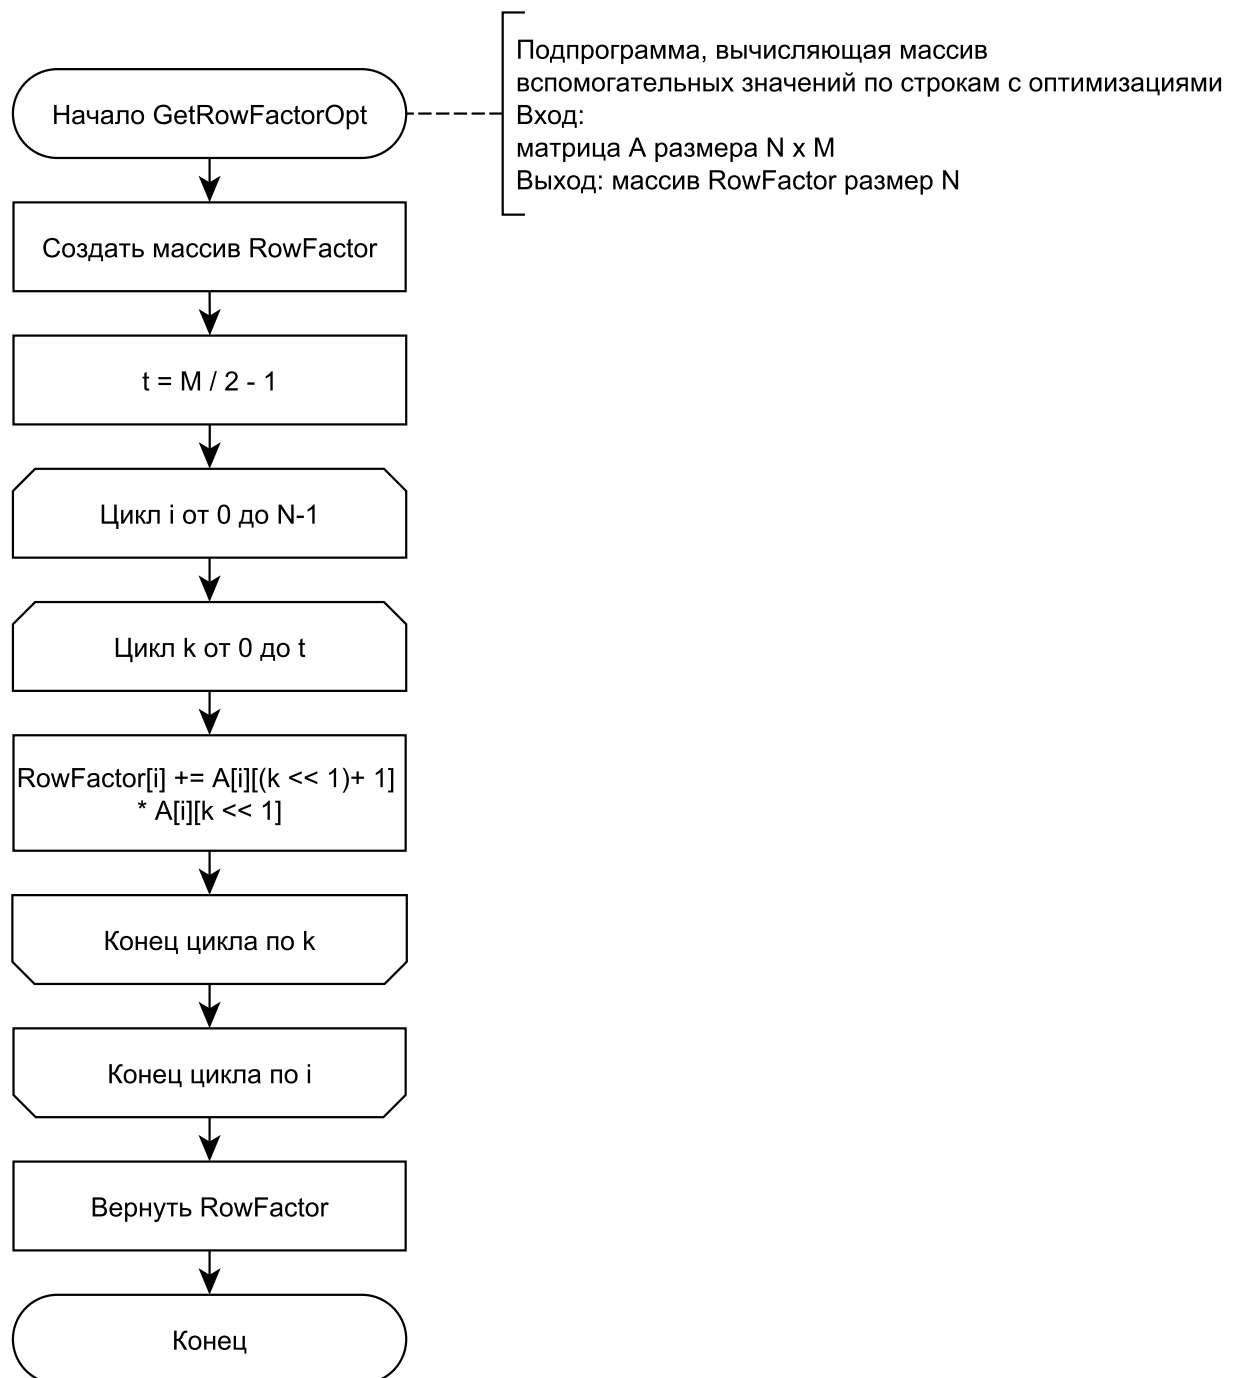 Подпрограмма, вычисляющая массив
вспомогательных значений по строкам с оптимизациями
Вход:
матрица A размера N x M
Выход: массив RowFactor размер N
Начало GetRowFactorOpt
Создать массив RowFactor
t = M / 2 - 1
Цикл i от 0 до N-1
Цикл k от 0 до t
RowFactor[i] += A[i][(k << 1)+ 1]
* A[i][k << 1]
Конец цикла по k
Конец цикла по i
Вернуть RowFactor
Конец